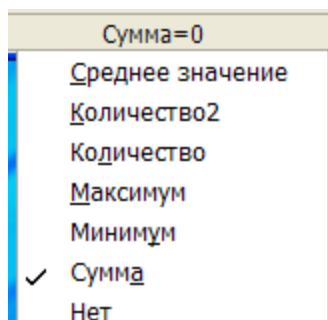 Сумма=0
Среднее значение
Количество2
Количество
Максимум
Минимум
Сумма
Нет